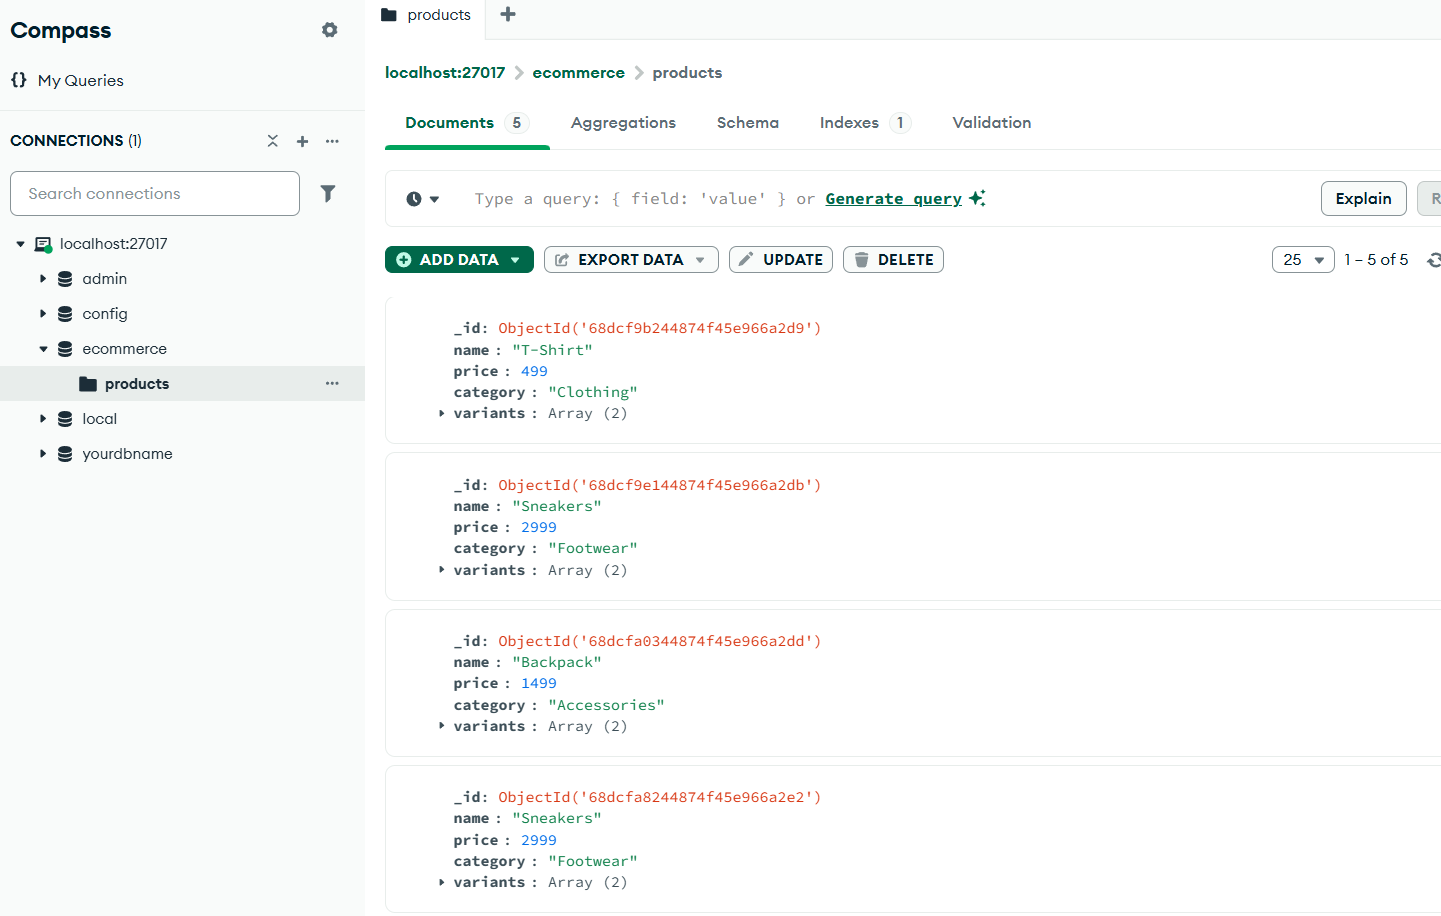 Compass
My Queries
CONNECTIONS (1)
Search connections
localhost:27017
admin
config
ecommerce
products
local
yourdbname
products
localhost:27017 > ecommerce > products
Documents 5 Aggregations Schema Indexes 1 Validation
Type a query: { field: 'value' } or Generate query
Explain
R
ADD DATA EXPORT DATA UPDATE DELETE
25 1 – 5 of 5
_id: ObjectId('68dcf9b244874f45e966a2d9')
name : "T-Shirt"
price : 499
category : "Clothing"
variants : Array (2)
_id: ObjectId('68dcf9e144874f45e966a2db')
name : "Sneakers"
price : 2999
category : "Footwear"
variants : Array (2)
_id: ObjectId('68dcfa0344874f45e966a2dd')
name : "Backpack"
price : 1499
category : "Accessories"
variants : Array (2)
_id: ObjectId('68dcfa8244874f45e966a2e2')
name : "Sneakers"
price : 2999
category : "Footwear"
variants : Array (2)